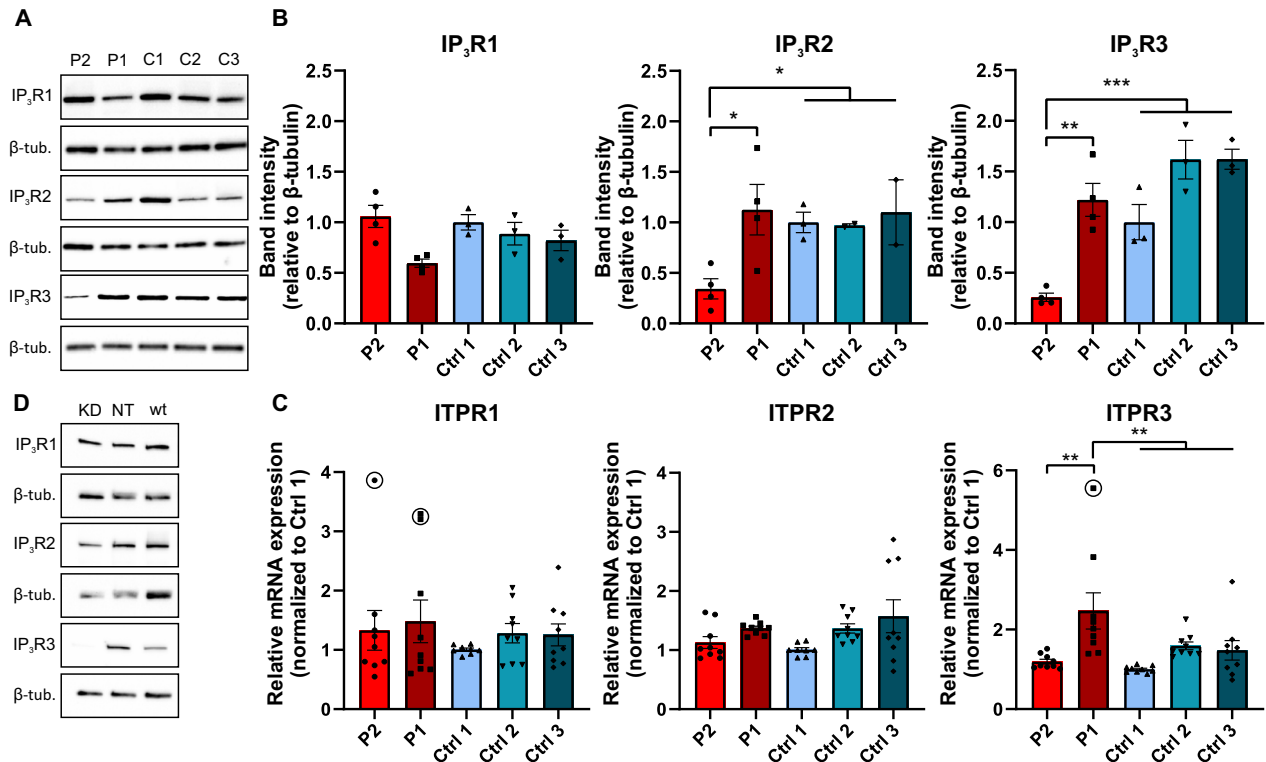 A
P2 P1 C1 C2 C3
IP₃R1
β-tub.
IP₃R2
β-tub.
IP₃R3
β-tub.
B
IP₃R1
Band intensity
(relative to β-tubulin)
2.5
2.0
1.5
1.0
0.5
0.0
P2 P1 Ctrl 1 Ctrl 2 Ctrl 3
IP₃R2
Band intensity
(relative to β-tubulin)
2.5
2.0
1.5
1.0
0.5
0.0
*
*
P2 P1 Ctrl 1 Ctrl 2 Ctrl 3
IP₃R3
Band intensity
(relative to β-tubulin)
2.5
2.0
1.5
1.0
0.5
0.0
***
**
P2 P1 Ctrl 1 Ctrl 2 Ctrl 3
D
KD NT wt
IP₃R1
β-tub.
IP₃R2
β-tub.
IP₃R3
β-tub.
C
ITPR1
Relative mRNA expression
(normalized to Ctrl 1)
4
3
2
1
0
P2 P1 Ctrl 1 Ctrl 2 Ctrl 3
ITPR2
Relative mRNA expression
(normalized to Ctrl 1)
4
3
2
1
0
P2 P1 Ctrl 1 Ctrl 2 Ctrl 3
ITPR3
Relative mRNA expression
(normalized to Ctrl 1)
6
4
2
0
**
**
P2 P1 Ctrl 1 Ctrl 2 Ctrl 3